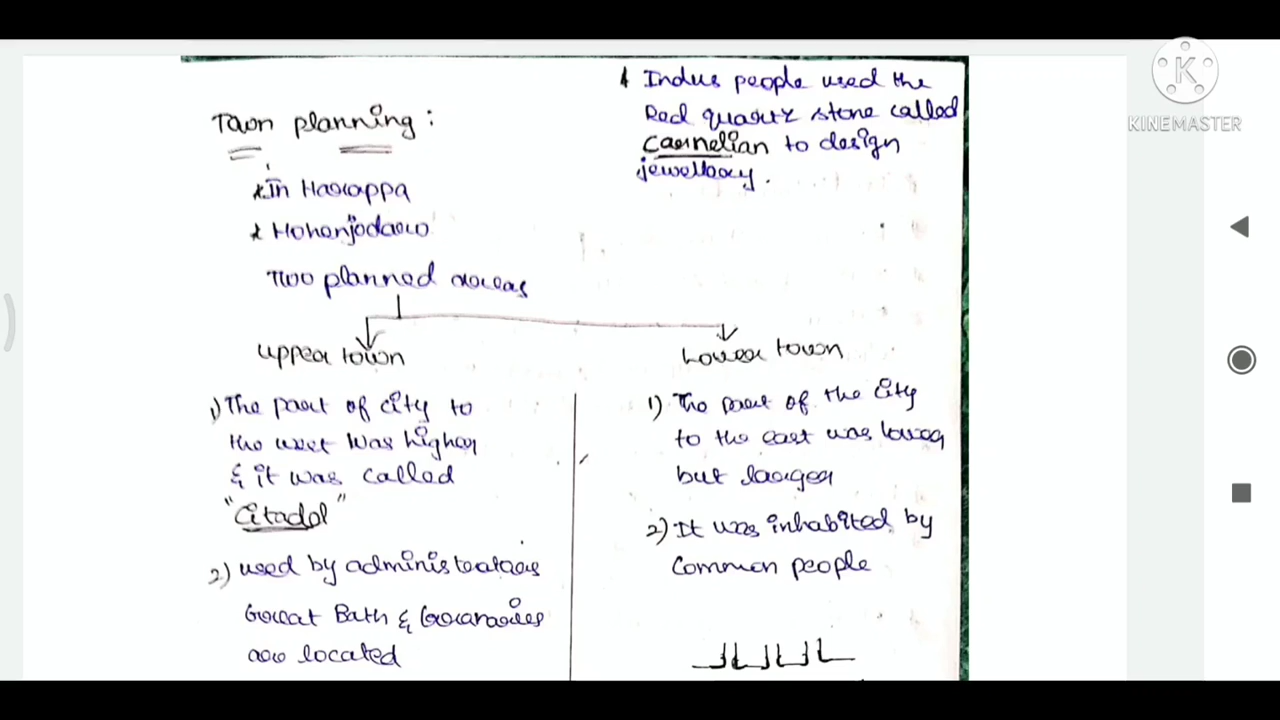 Town planning :
* In Harappa
* Mohenjodaro
Two planned areas
* Indus people used the
Red quartz stone called
Carnelian to design
jewellory.
KINEMASTER
Upper town
1) The part of city to
the west was higher
& it was called
"Citadel"
2) used by administrators
Great Bath & Granaries
are located
Lower town
1) The part of the city
to the east was lower
but larger
2) It was inhabited by
common people